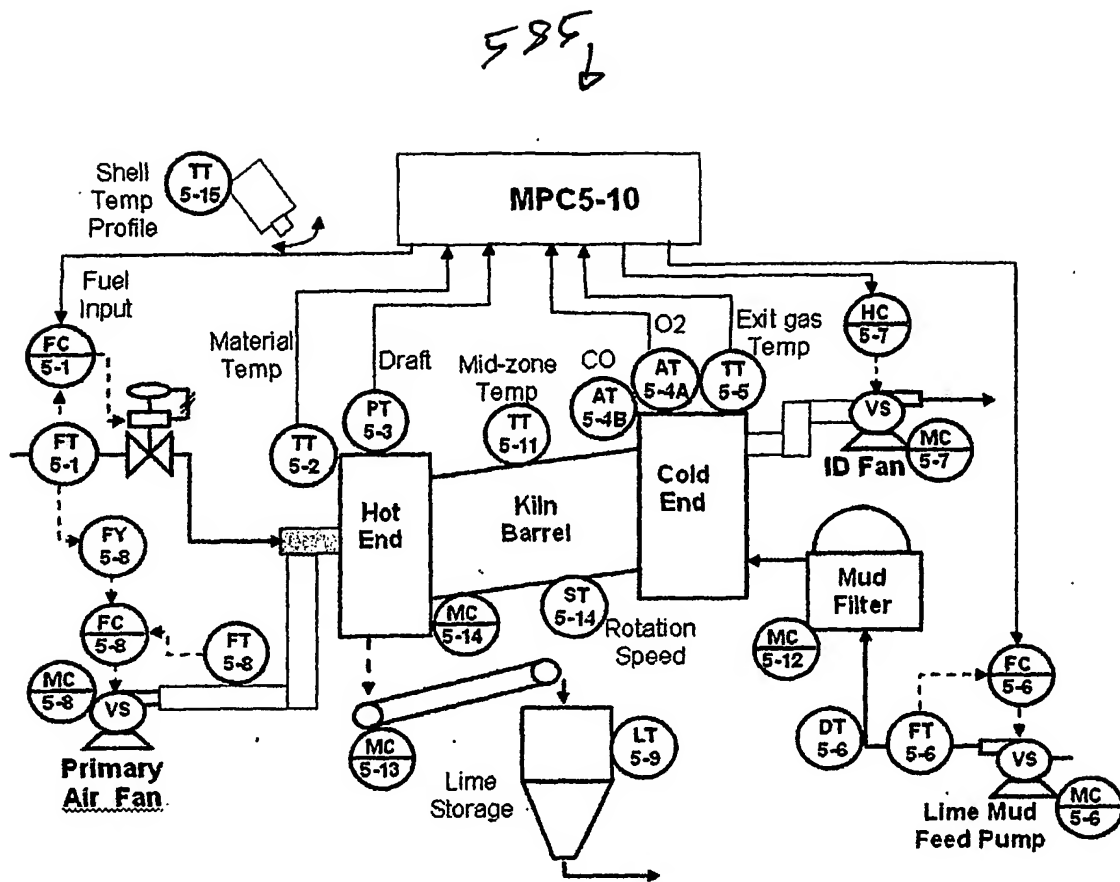 585
Shell
Temp
Profile
TT
5-15
MPC5-10
Fuel
Input
FC
5-1
FT
5-1
Material
Temp
TT
5-2
Draft
PT
5-3
Mid-zone
Temp
TT
5-11
CO
AT
5-4B
O2
AT
5-4A
Exit gas
Temp
TT
5-5
HC
5-7
VS
MC
5-7
ID Fan
Hot
End
Kiln
Barrel
Cold
End
FY
5-8
FC
5-8
FT
5-8
MC
5-8
VS
Primary
Air Fan
MC
5-14
ST
5-14
Rotation
Speed
MC
5-13
Lime
Storage
LT
5-9
Mud
Filter
MC
5-12
DT
5-6
FT
5-6
FC
5-6
VS
MC
5-6
Lime Mud
Feed Pump